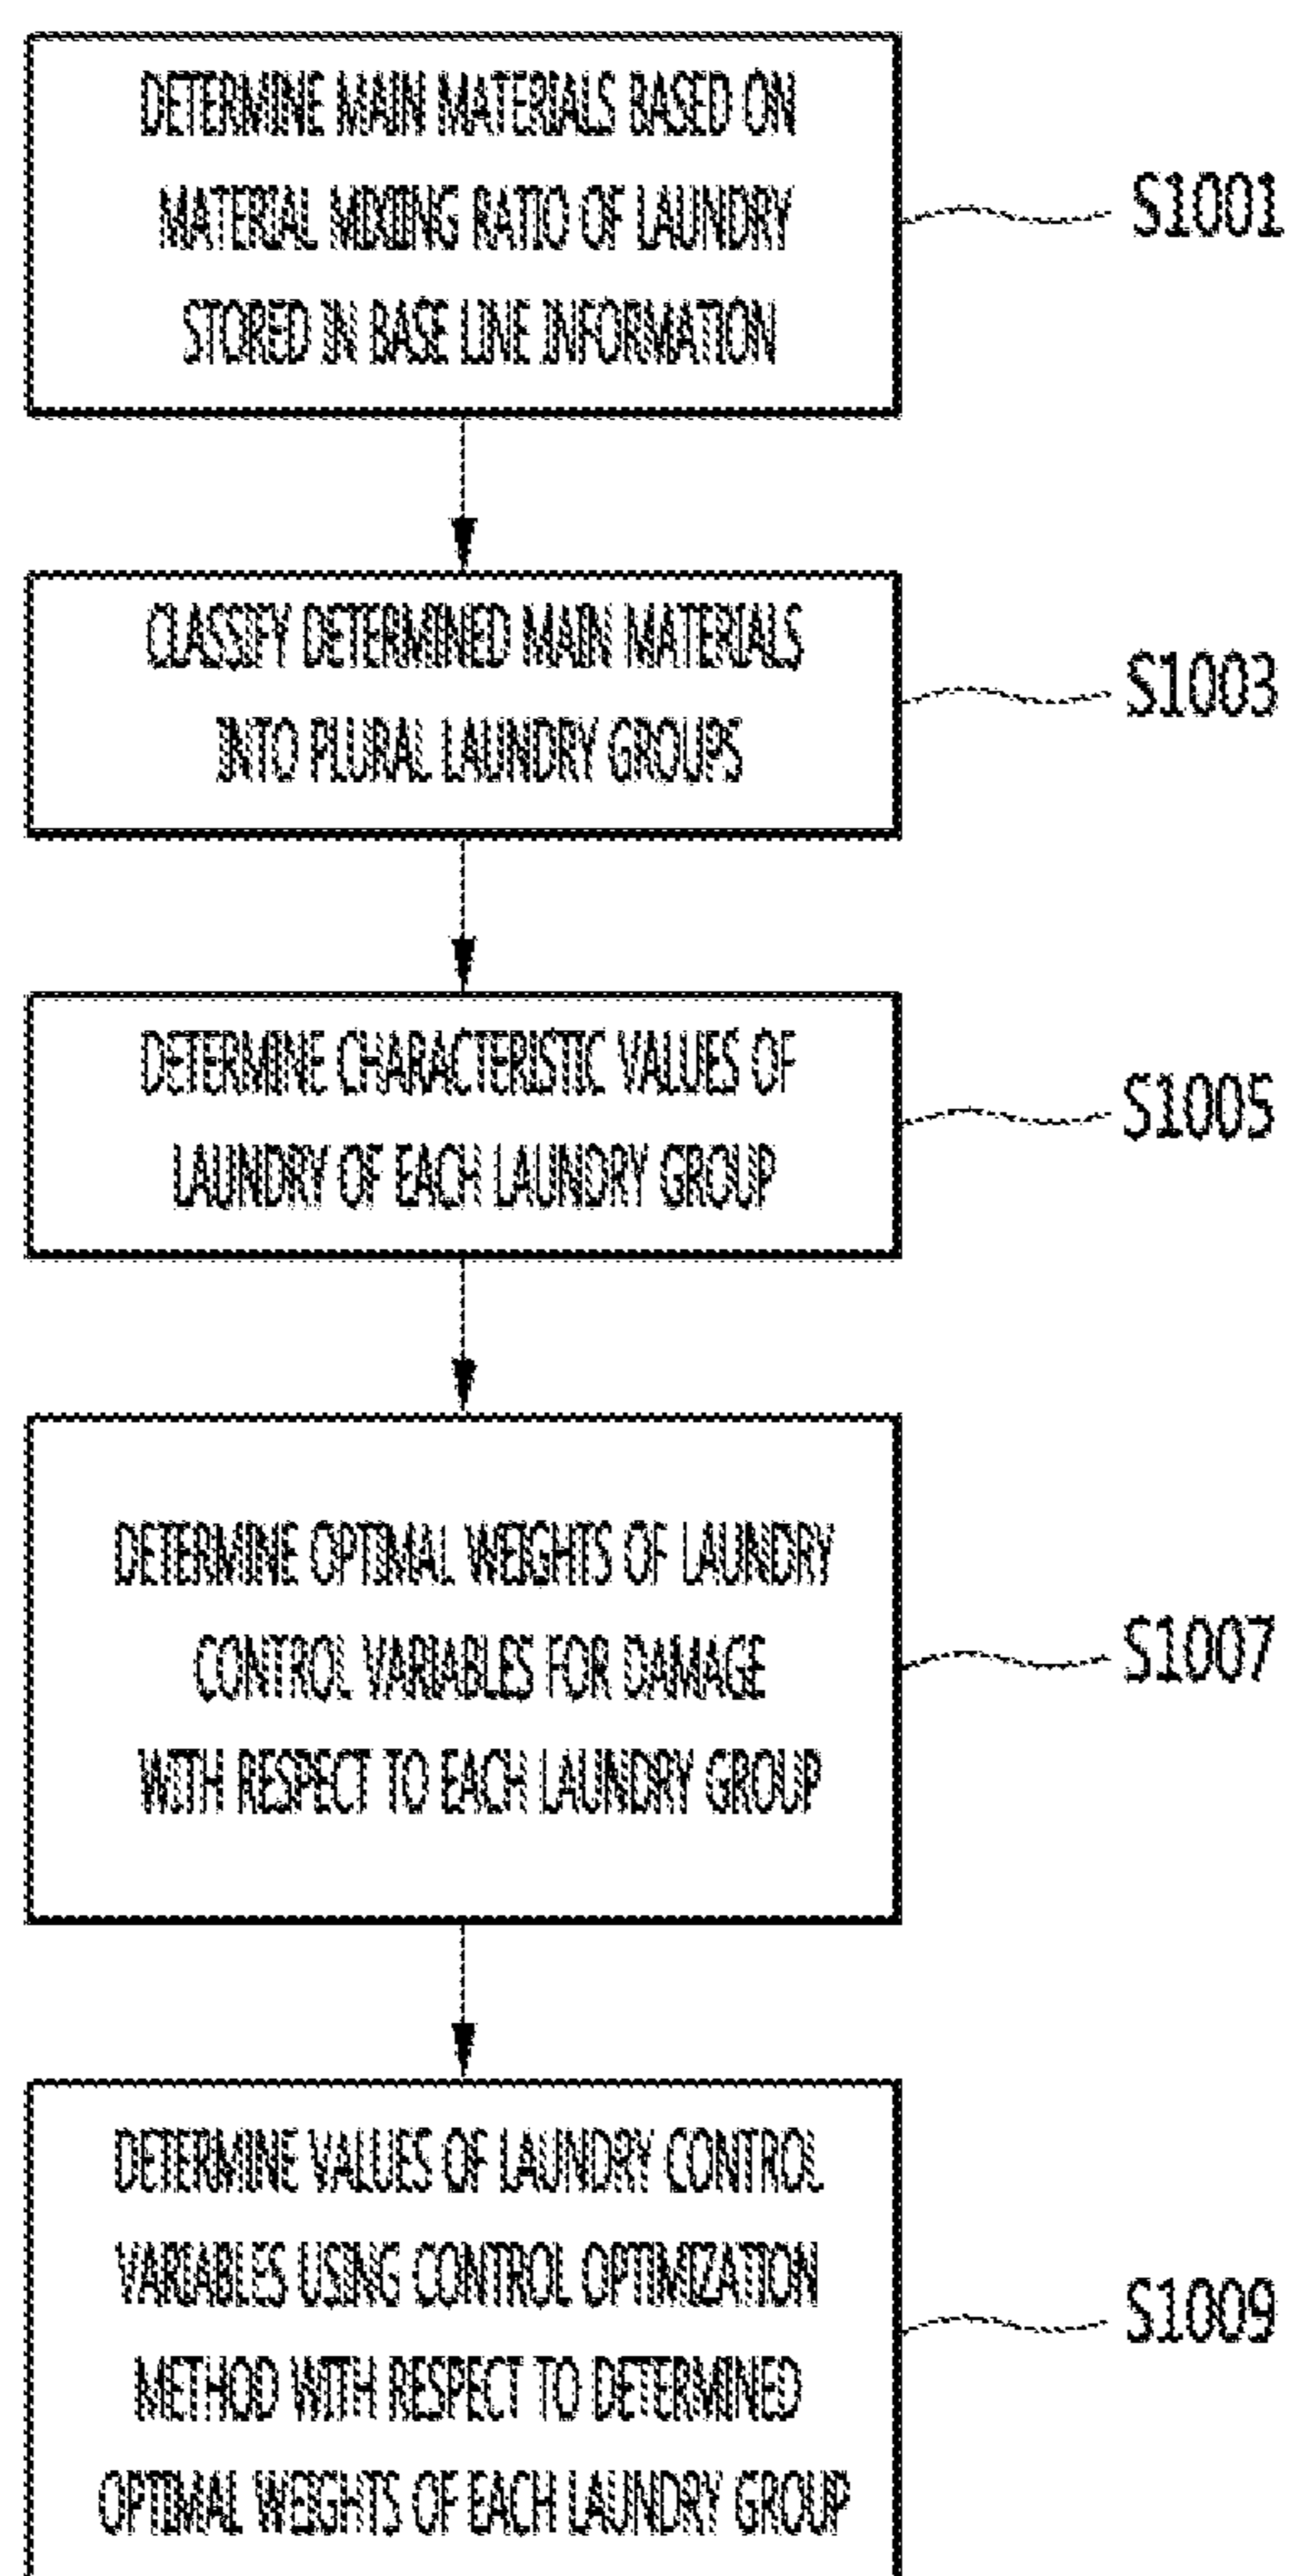 DETERMINE MAIN MATERIALS BASED ON
MATERIAL MIXING RATIO OF LAUNDRY
STORED IN BASE LINE INFORMATION
S1001
CLASSIFY DETERMINED MAIN MATERIALS
INTO PLURAL LAUNDRY GROUPS
S1003
DETERMINE CHARACTERISTIC VALUES OF
LAUNDRY OF EACH LAUNDRY GROUP
S1005
DETERMINE OPTIMAL WEIGHTS OF LAUNDRY
CONTROL VARIABLES FOR DAMAGE
WITH RESPECT TO EACH LAUNDRY GROUP
S1007
DETERMINE VALUES OF LAUNDRY CONTROL
VARIABLES USING CONTROL OPTIMIZATION
METHOD WITH RESPECT TO DETERMINED
OPTIMAL WEIGHTS OF EACH LAUNDRY GROUP
S1009